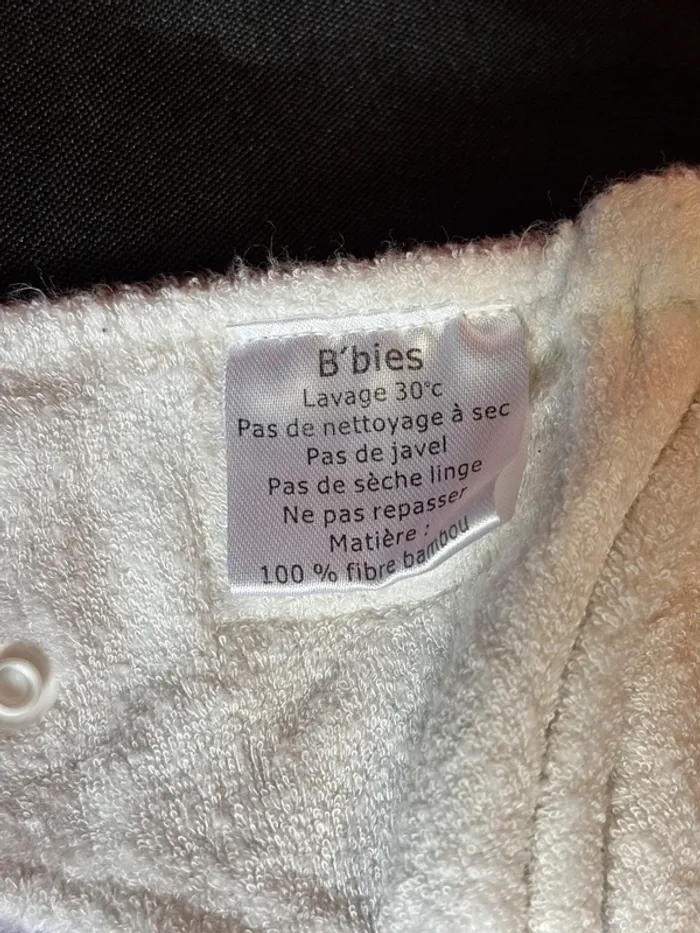 B'bies
Lavage 30°c
Pas de nettoyage à sec
Pas de javel
Pas de sèche linge
Ne pas repasser
Matière :
100 % fibre bambou